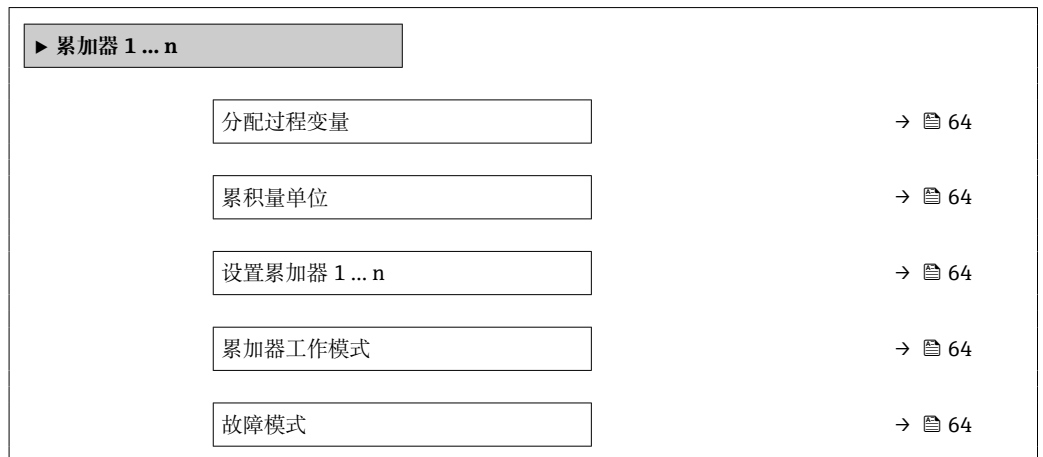 ▶ 累加器 1 … n
分配过程变量 → 🖹 64
累积量单位 → 🖹 64
设置累加器 1 … n → 🖹 64
累加器工作模式 → 🖹 64
故障模式 → 🖹 64